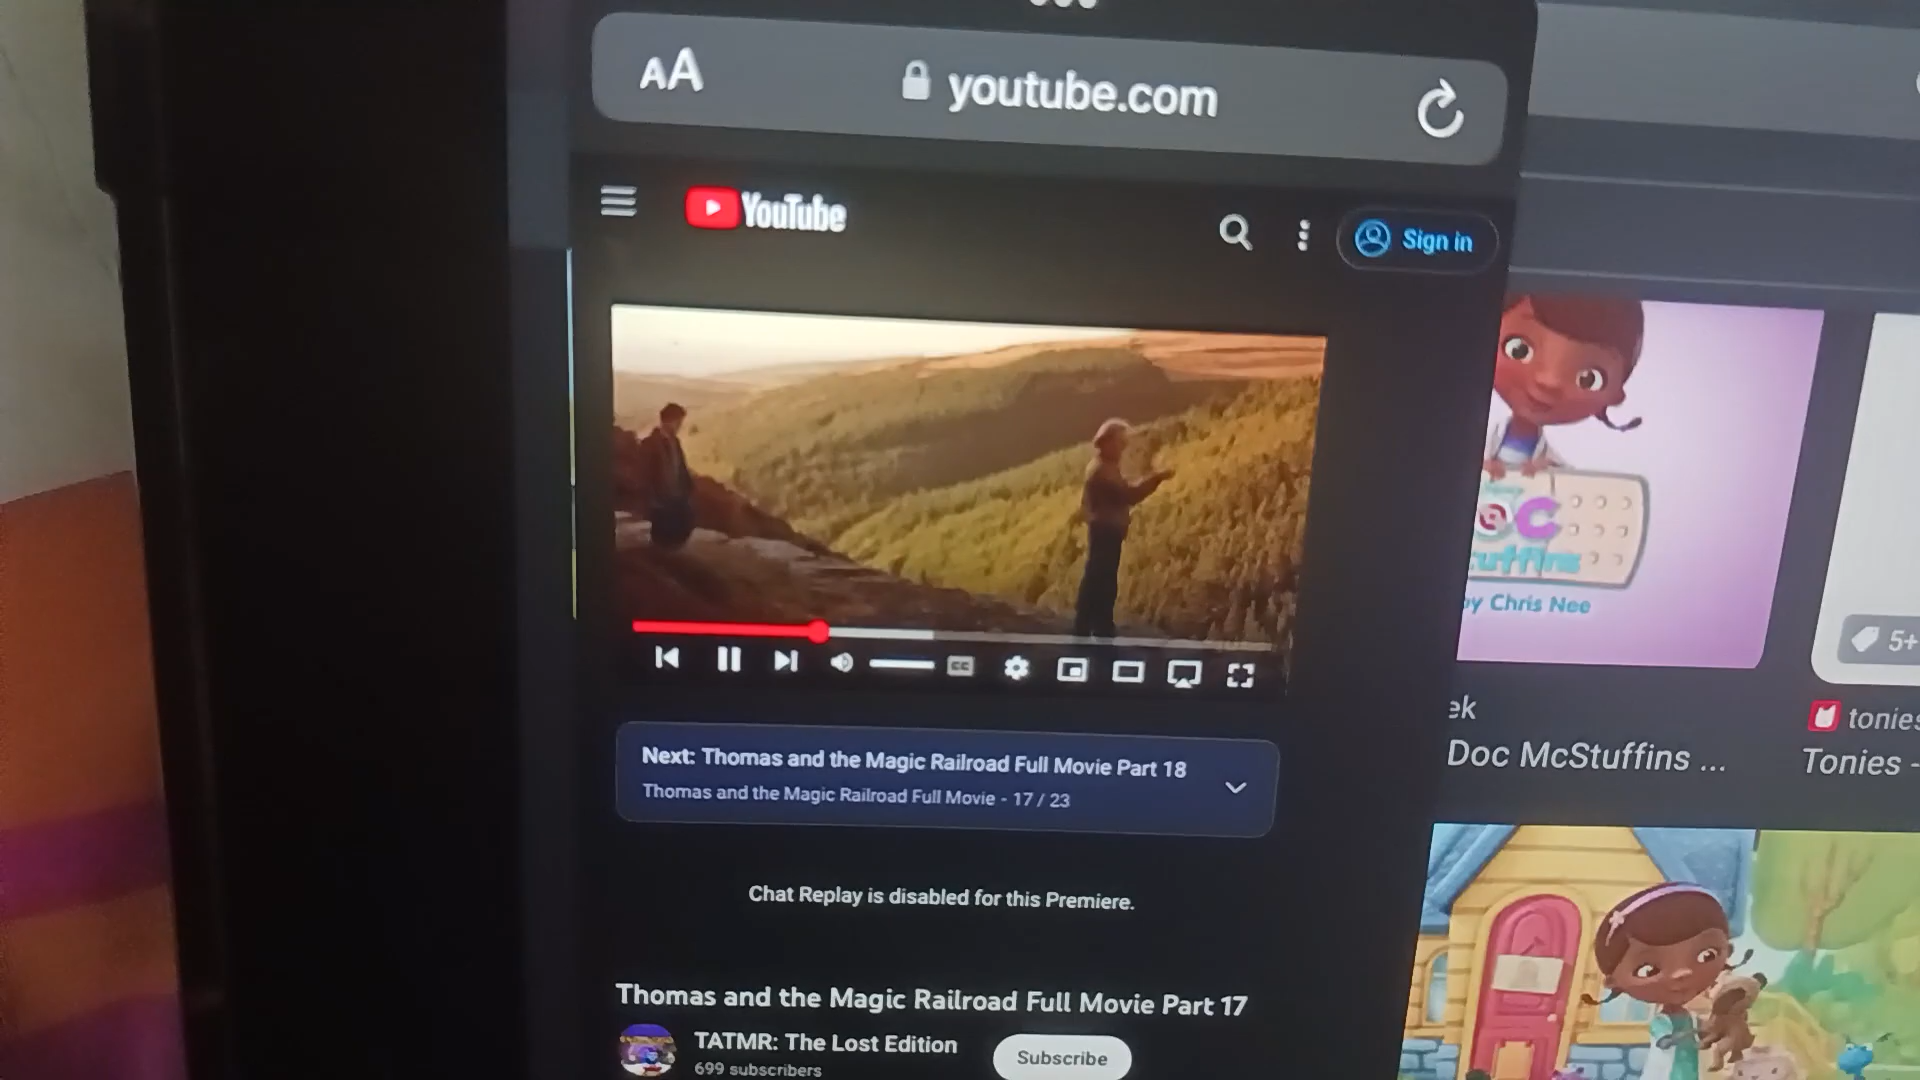 AA
youtube.com
YouTube
Sign in
CC
Next: Thomas and the Magic Railroad Full Movie Part 18
Thomas and the Magic Railroad Full Movie - 17 / 23
Chat Replay is disabled for this Premiere.
Thomas and the Magic Railroad Full Movie Part 17
TATMR: The Lost Edition
699 subscribers
Subscribe
by Chris Nee
5+
ek
Doc McStuffins ...
tonies
Tonies -